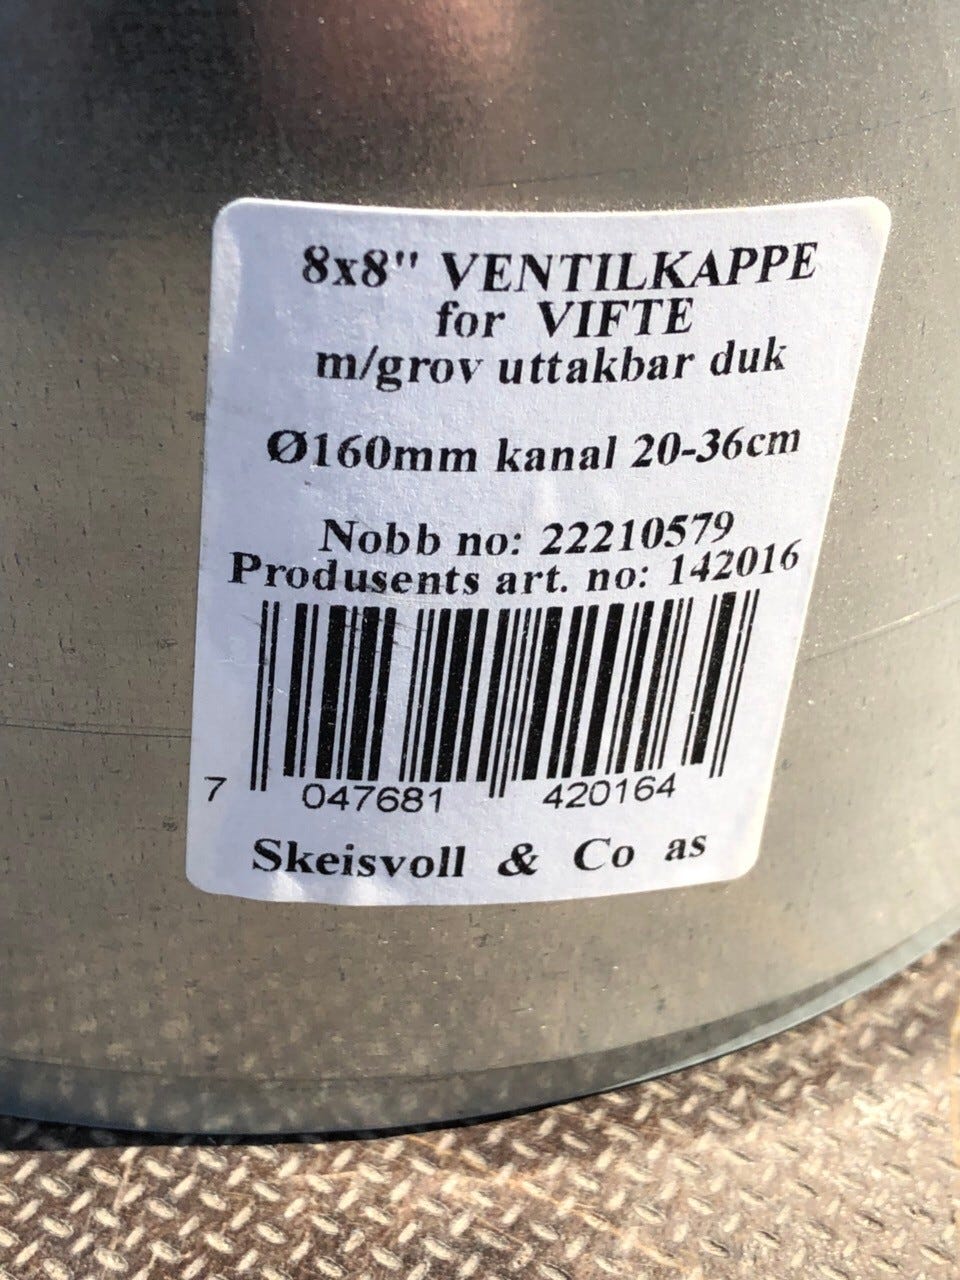 8x8" VENTILKAPPE
for VIFTE
m/grov uttakbar duk
Ø160mm kanal 20-36cm
Nobb no: 22210579
Produsents art. no: 142016
7 047681 420164
Skeisvoll & Co as